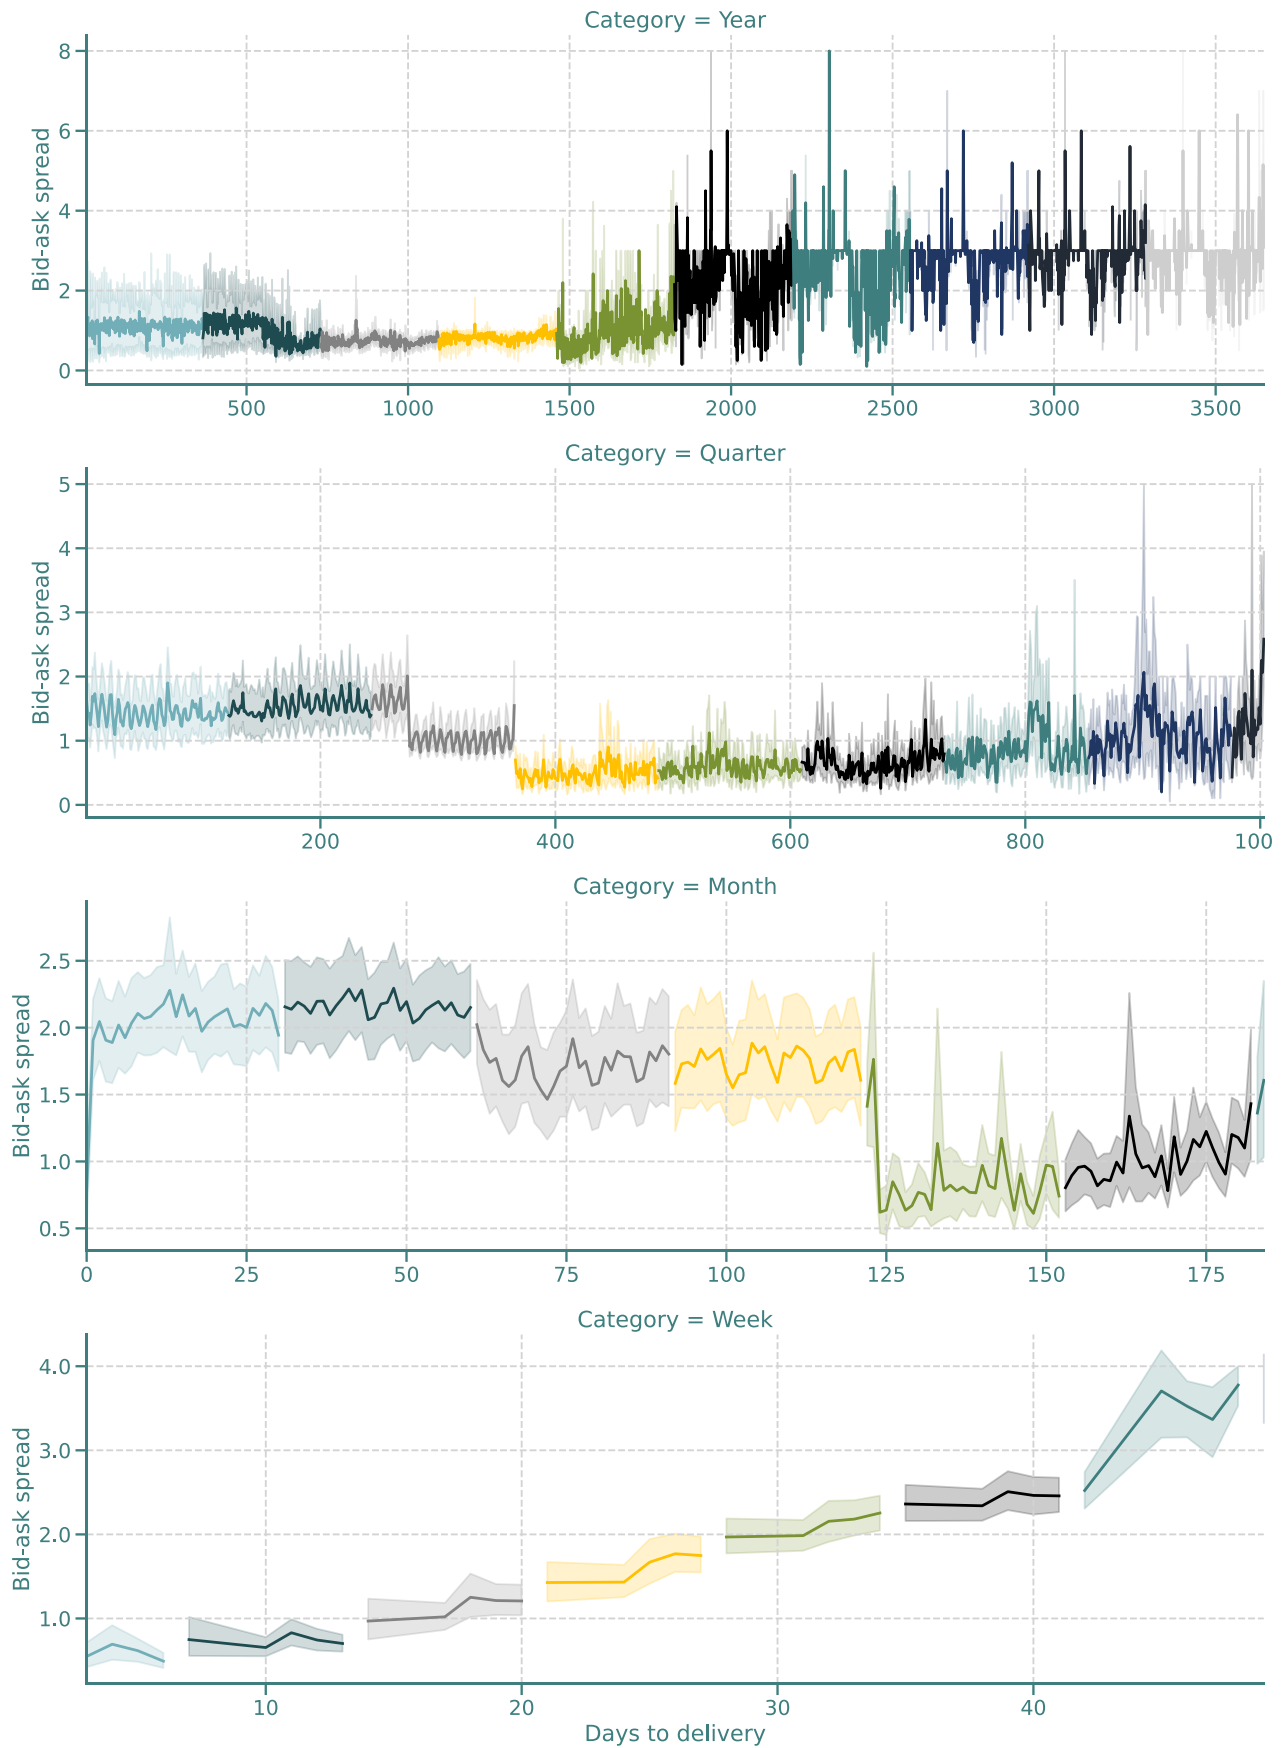 Category = Year
8
6
4
2
0
Bid-ask spread
500 1000 1500 2000 2500 3000 3500
Category = Quarter
5
4
3
2
1
0
Bid-ask spread
200 400 600 800 100
Category = Month
2.5
2.0
1.5
1.0
0.5
Bid-ask spread
0 25 50 75 100 125 150 175
Category = Week
4.0
3.0
2.0
1.0
Bid-ask spread
10 20 30 40
Days to delivery